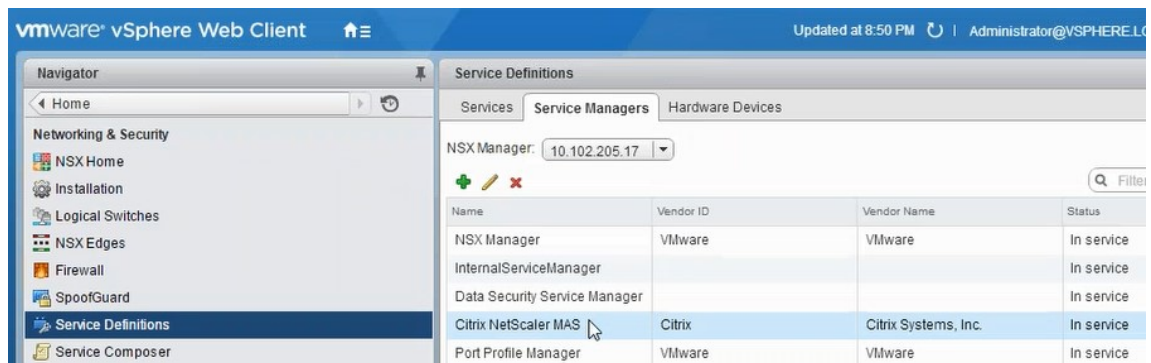 vmware® vSphere Web Client
Updated at 8:50 PM | Administrator@VSPHERE.LO
Navigator
Home
Networking & Security
NSX Home
Installation
Logical Switches
NSX Edges
Firewall
SpoofGuard
Service Definitions
Service Composer
Service Definitions
Services Service Managers Hardware Devices
NSX Manager: 10.102.205.17
Filter
Name Vendor ID Vendor Name Status
NSX Manager VMware VMware In service
InternalServiceManager In service
Data Security Service Manager In service
Citrix NetScaler MAS Citrix Citrix Systems, Inc. In service
Port Profile Manager VMware VMware In service